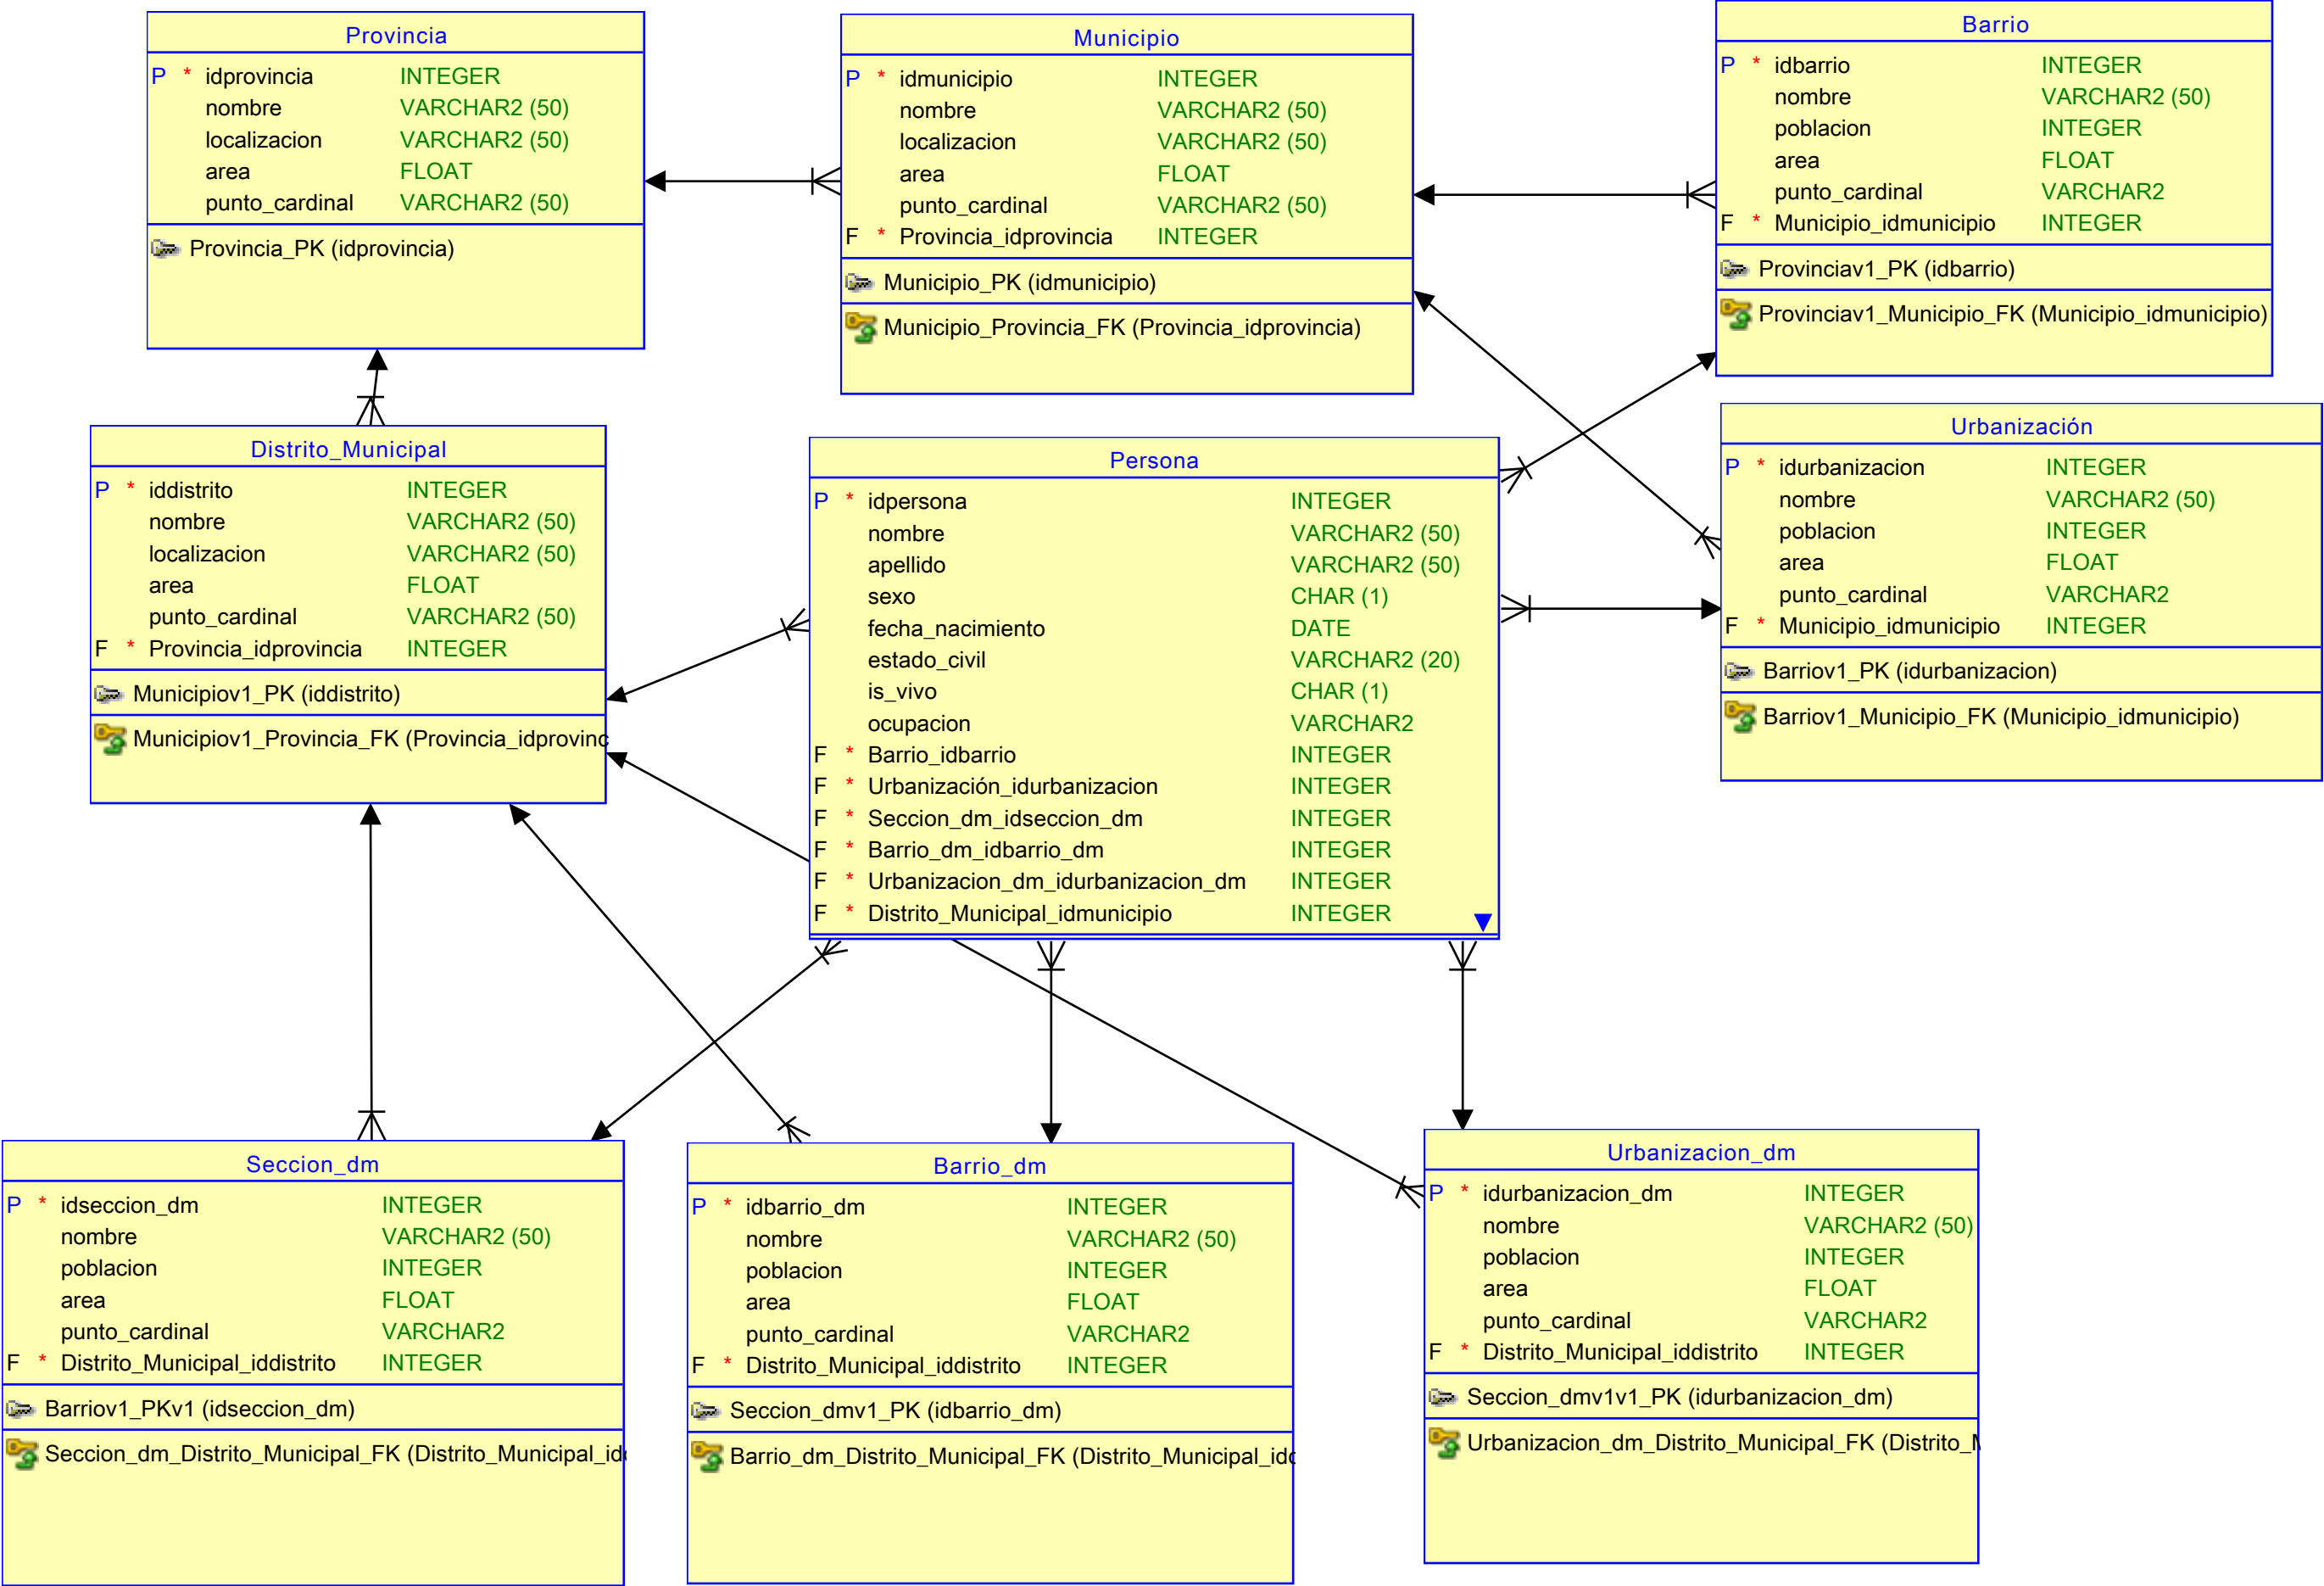 Provincia
P * idprovincia INTEGER
nombre VARCHAR2 (50)
localizacion VARCHAR2 (50)
area FLOAT
punto_cardinal VARCHAR2 (50)
Provincia_PK (idprovincia)
Municipio
P * idmunicipio INTEGER
nombre VARCHAR2 (50)
localizacion VARCHAR2 (50)
area FLOAT
punto_cardinal VARCHAR2 (50)
F * Provincia_idprovincia INTEGER
Municipio_PK (idmunicipio)
Municipio_Provincia_FK (Provincia_idprovincia)
Barrio
P * idbarrio INTEGER
nombre VARCHAR2 (50)
poblacion INTEGER
area FLOAT
punto_cardinal VARCHAR2
F * Municipio_idmunicipio INTEGER
Provinciav1_PK (idbarrio)
Provinciav1_Municipio_FK (Municipio_idmunicipio)
Distrito_Municipal
P * iddistrito INTEGER
nombre VARCHAR2 (50)
localizacion VARCHAR2 (50)
area FLOAT
punto_cardinal VARCHAR2 (50)
F * Provincia_idprovincia INTEGER
Municipiov1_PK (iddistrito)
Municipiov1_Provincia_FK (Provincia_idprovinc
Persona
P * idpersona INTEGER
nombre VARCHAR2 (50)
apellido VARCHAR2 (50)
sexo CHAR (1)
fecha_nacimiento DATE
estado_civil VARCHAR2 (20)
is_vivo CHAR (1)
ocupacion VARCHAR2
F * Barrio_idbarrio INTEGER
F * Urbanización_idurbanizacion INTEGER
F * Seccion_dm_idseccion_dm INTEGER
F * Barrio_dm_idbarrio_dm INTEGER
F * Urbanizacion_dm_idurbanizacion_dm INTEGER
F * Distrito_Municipal_idmunicipio INTEGER
Urbanización
P * idurbanizacion INTEGER
nombre VARCHAR2 (50)
poblacion INTEGER
area FLOAT
punto_cardinal VARCHAR2
F * Municipio_idmunicipio INTEGER
Barriov1_PK (idurbanizacion)
Barriov1_Municipio_FK (Municipio_idmunicipio)
Seccion_dm
P * idseccion_dm INTEGER
nombre VARCHAR2 (50)
poblacion INTEGER
area FLOAT
punto_cardinal VARCHAR2
F * Distrito_Municipal_iddistrito INTEGER
Barriov1_PKv1 (idseccion_dm)
Seccion_dm_Distrito_Municipal_FK (Distrito_Municipal_idd
Barrio_dm
P * idbarrio_dm INTEGER
nombre VARCHAR2 (50)
poblacion INTEGER
area FLOAT
punto_cardinal VARCHAR2
F * Distrito_Municipal_iddistrito INTEGER
Seccion_dmv1_PK (idbarrio_dm)
Barrio_dm_Distrito_Municipal_FK (Distrito_Municipal_idd
Urbanizacion_dm
P * idurbanizacion_dm INTEGER
nombre VARCHAR2 (50)
poblacion INTEGER
area FLOAT
punto_cardinal VARCHAR2
F * Distrito_Municipal_iddistrito INTEGER
Seccion_dmv1v1_PK (idurbanizacion_dm)
Urbanizacion_dm_Distrito_Municipal_FK (Distrito_M